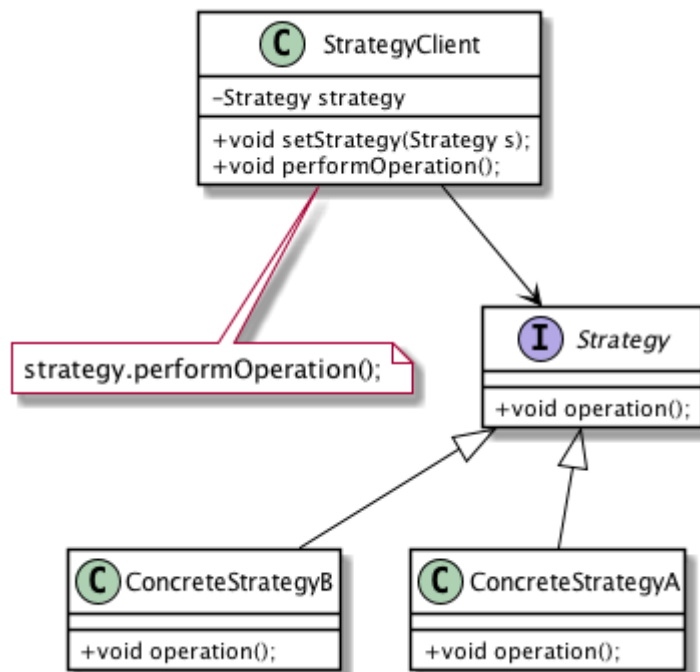 C StrategyClient
-Strategy strategy
+void setStrategy(Strategy s);
+void performOperation();
strategy.performOperation();
I Strategy
+void operation();
C ConcreteStrategyB
+void operation();
C ConcreteStrategyA
+void operation();